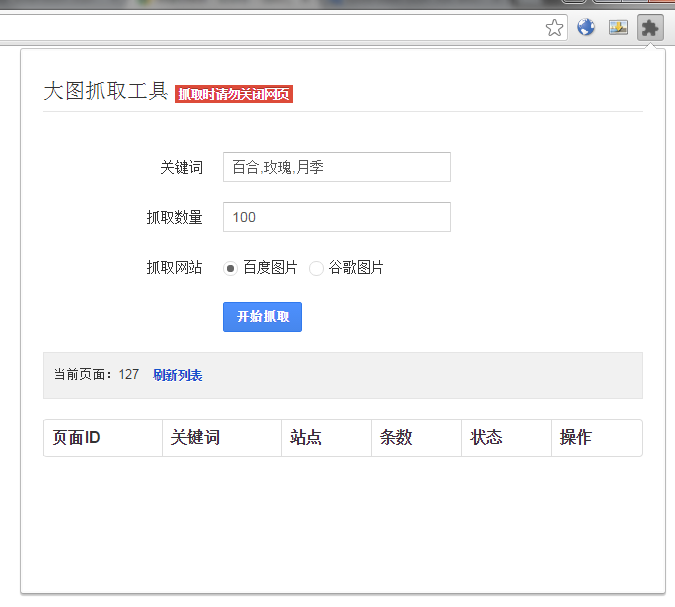 大图抓取工具 抓取时请勿关闭网页
关键词 百合,玫瑰,月季
抓取数量 100
抓取网站 百度图片 谷歌图片
开始抓取
当前页面：127 刷新列表
页面ID 关键词 站点 条数 状态 操作